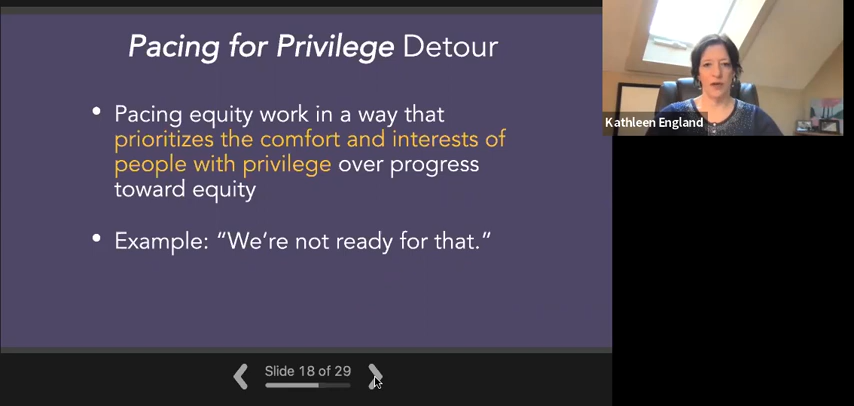 Pacing for Privilege Detour
• Pacing equity work in a way that
prioritizes the comfort and interests of
people with privilege over progress
toward equity
• Example: “We’re not ready for that.”
Kathleen England
Slide 18 of 29